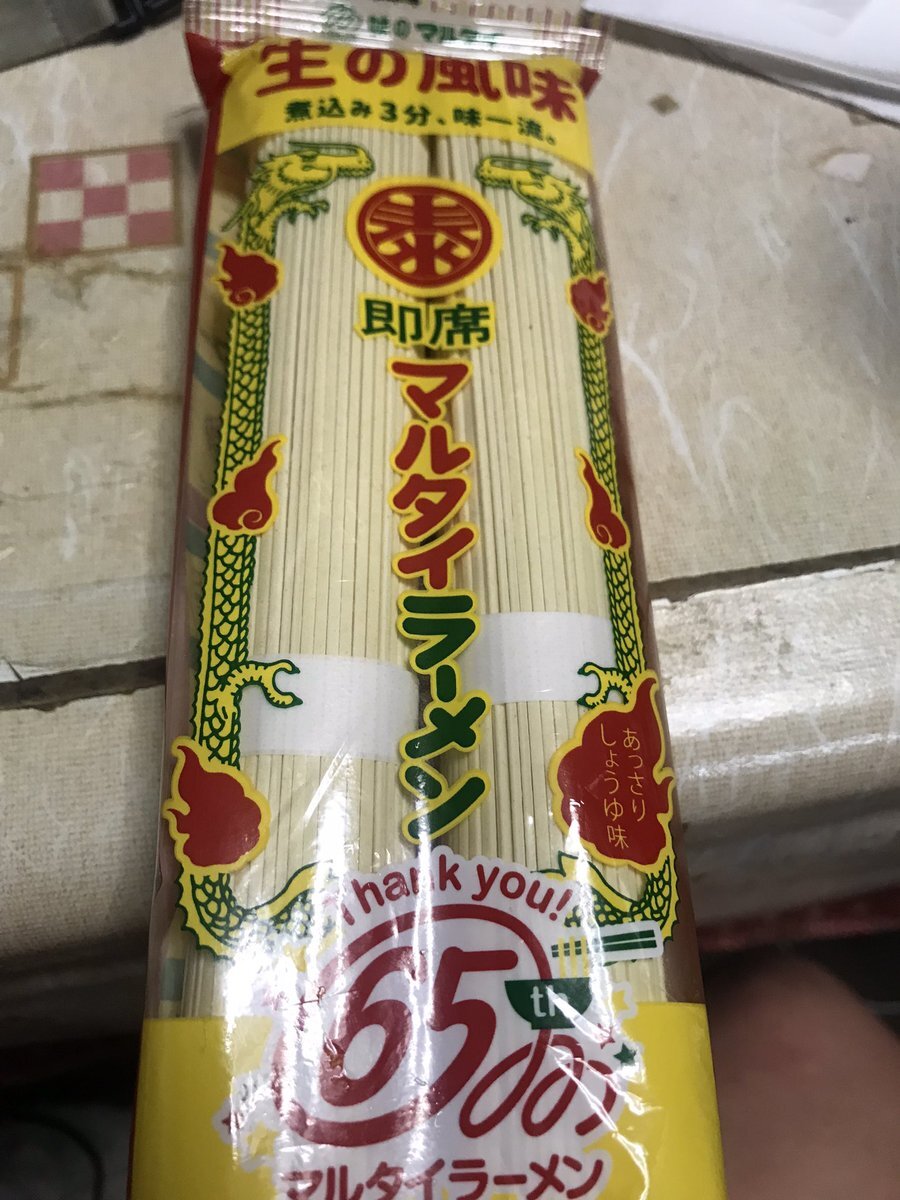 味のマルタイ
生の風味
煮込み3分、味一流。
泰
即席
マルタイラーメン
あっさり
しょうゆ味
Thank you!
65th
マルタイラーメン